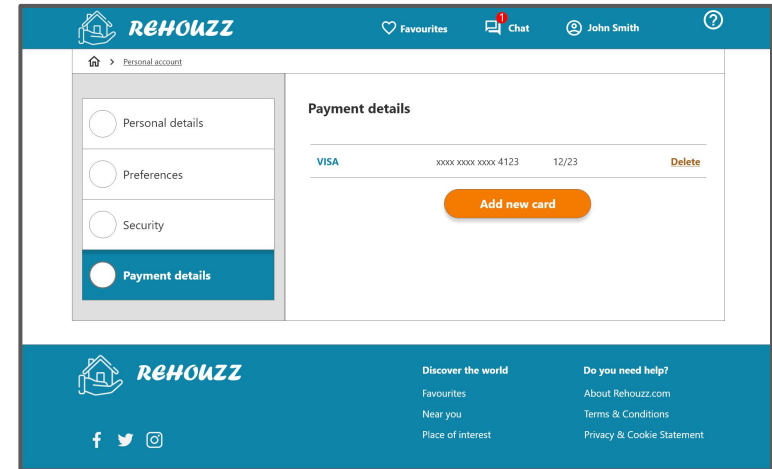 REHOUZZ Favourites 1 Chat John Smith ?
> Personal account
Personal details
Preferences
Security
Payment details
Payment details
VISA xxxx xxxx xxxx 4123 12/23 Delete
Add new card
REHOUZZ
Discover the world
Favourites
Near you
Place of interest
Do you need help?
About Rehouzz.com
Terms & Conditions
Privacy & Cookie Statement